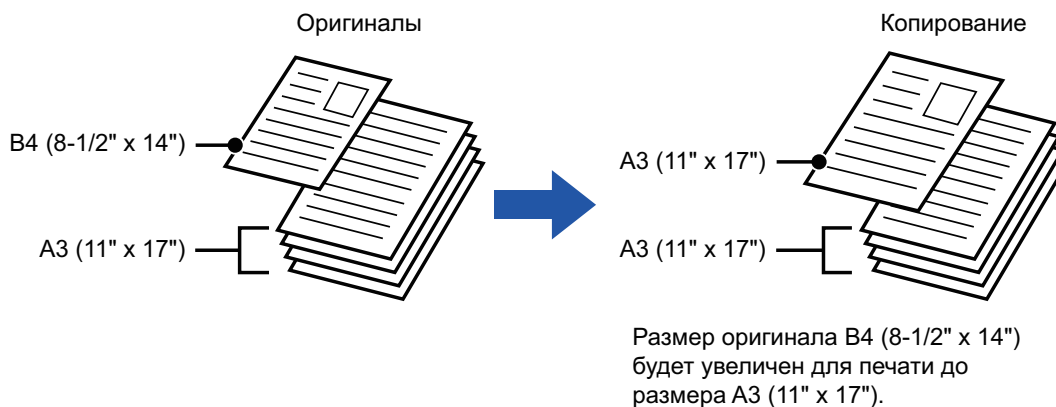 Оригиналы
B4 (8-1/2" x 14")
A3 (11" x 17")
Копирование
A3 (11" x 17")
A3 (11" x 17")
Размер оригинала B4 (8-1/2" x 14")
будет увеличен для печати до
размера A3 (11" x 17").